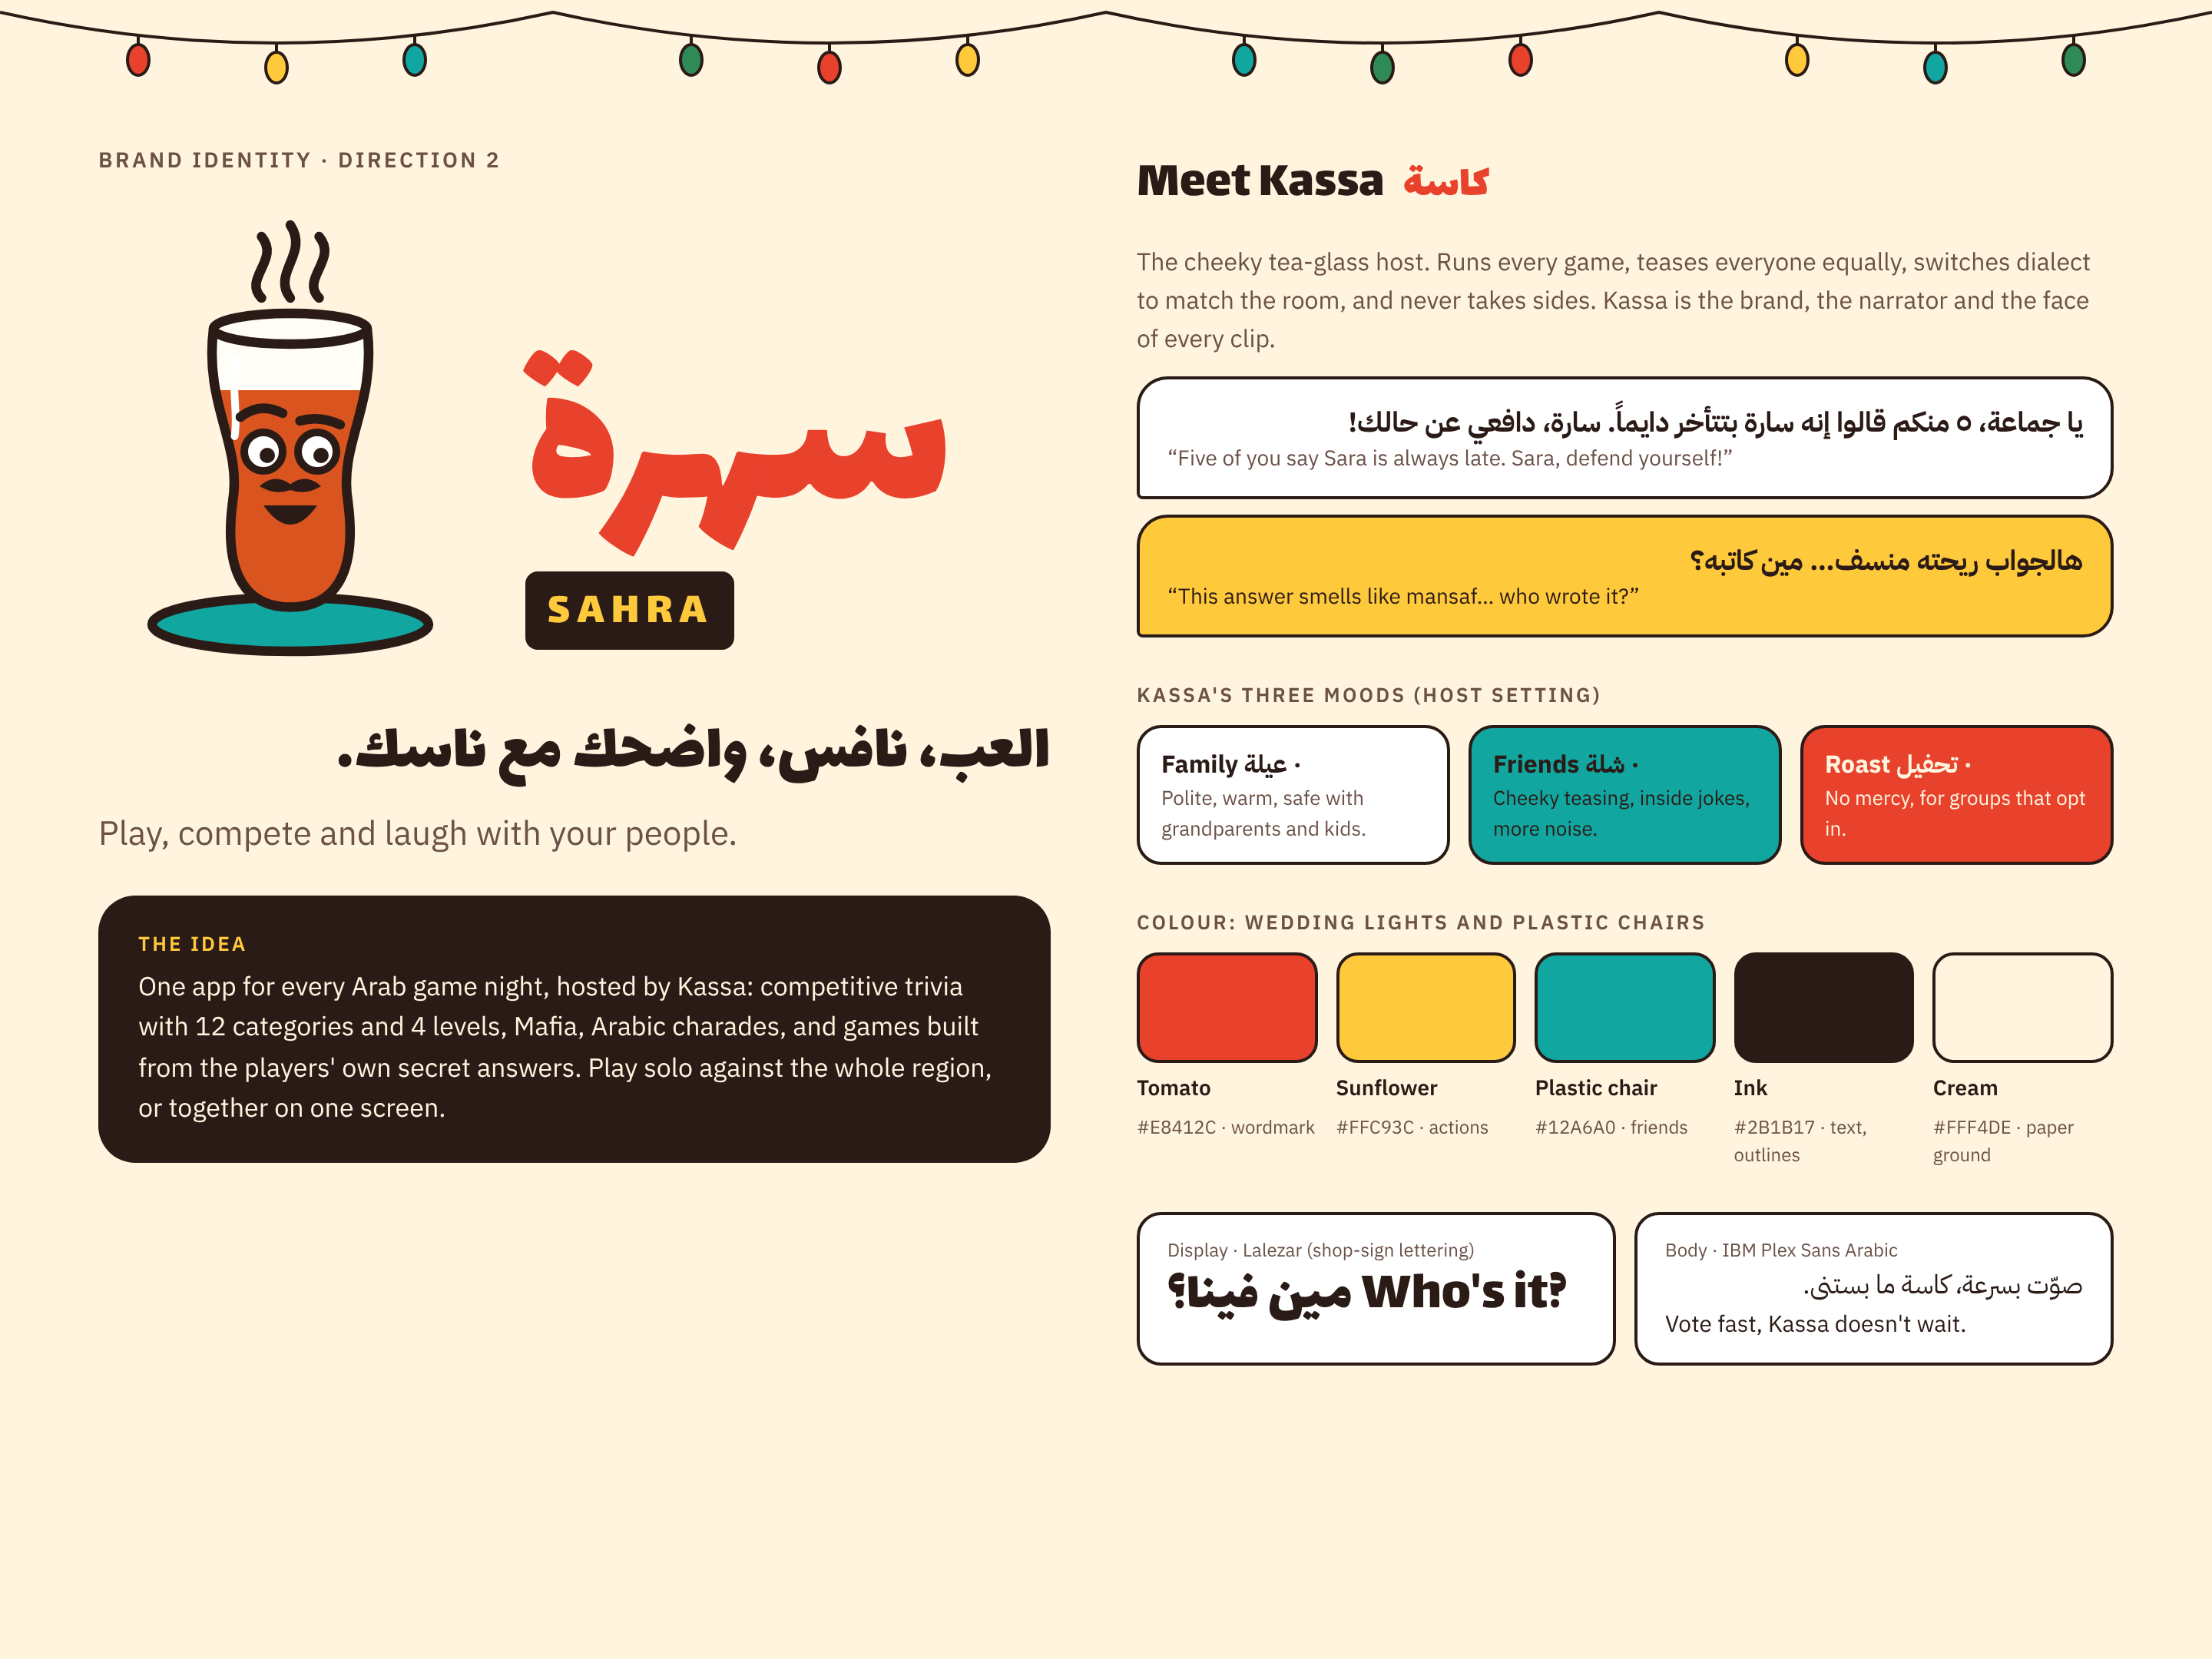 BRAND IDENTITY · DIRECTION 2
سهرة
SAHRA
العب، نافس، واضحك مع ناسك.
Play, compete and laugh with your people.
THE IDEA
One app for every Arab game night, hosted by Kassa: competitive trivia
with 12 categories and 4 levels, Mafia, Arabic charades, and games built
from the players' own secret answers. Play solo against the whole region,
or together on one screen.
Meet Kassa كاسة
The cheeky tea-glass host. Runs every game, teases everyone equally, switches dialect
to match the room, and never takes sides. Kassa is the brand, the narrator and the face
of every clip.
يا جماعة، ٥ منكم قالوا إنه سارة بتتأخر دايماً. سارة، دافعي عن حالك!
“Five of you say Sara is always late. Sara, defend yourself!”
هالجواب ريحته منسف... مين كاتبه؟
“This answer smells like mansaf... who wrote it?”
KASSA'S THREE MOODS (HOST SETTING)
Family عيلة ·
Polite, warm, safe with
grandparents and kids.
Friends شلة ·
Cheeky teasing, inside jokes,
more noise.
Roast تحفيل ·
No mercy, for groups that opt
in.
COLOUR: WEDDING LIGHTS AND PLASTIC CHAIRS
Tomato
#E8412C · wordmark
Sunflower
#FFC93C · actions
Plastic chair
#12A6A0 · friends
Ink
#2B1B17 · text,
outlines
Cream
#FFF4DE · paper
ground
Display · Lalezar (shop-sign lettering)
مين فينا؟ Who's it?
Body · IBM Plex Sans Arabic
صوّت بسرعة، كاسة ما بستنى.
Vote fast, Kassa doesn't wait.